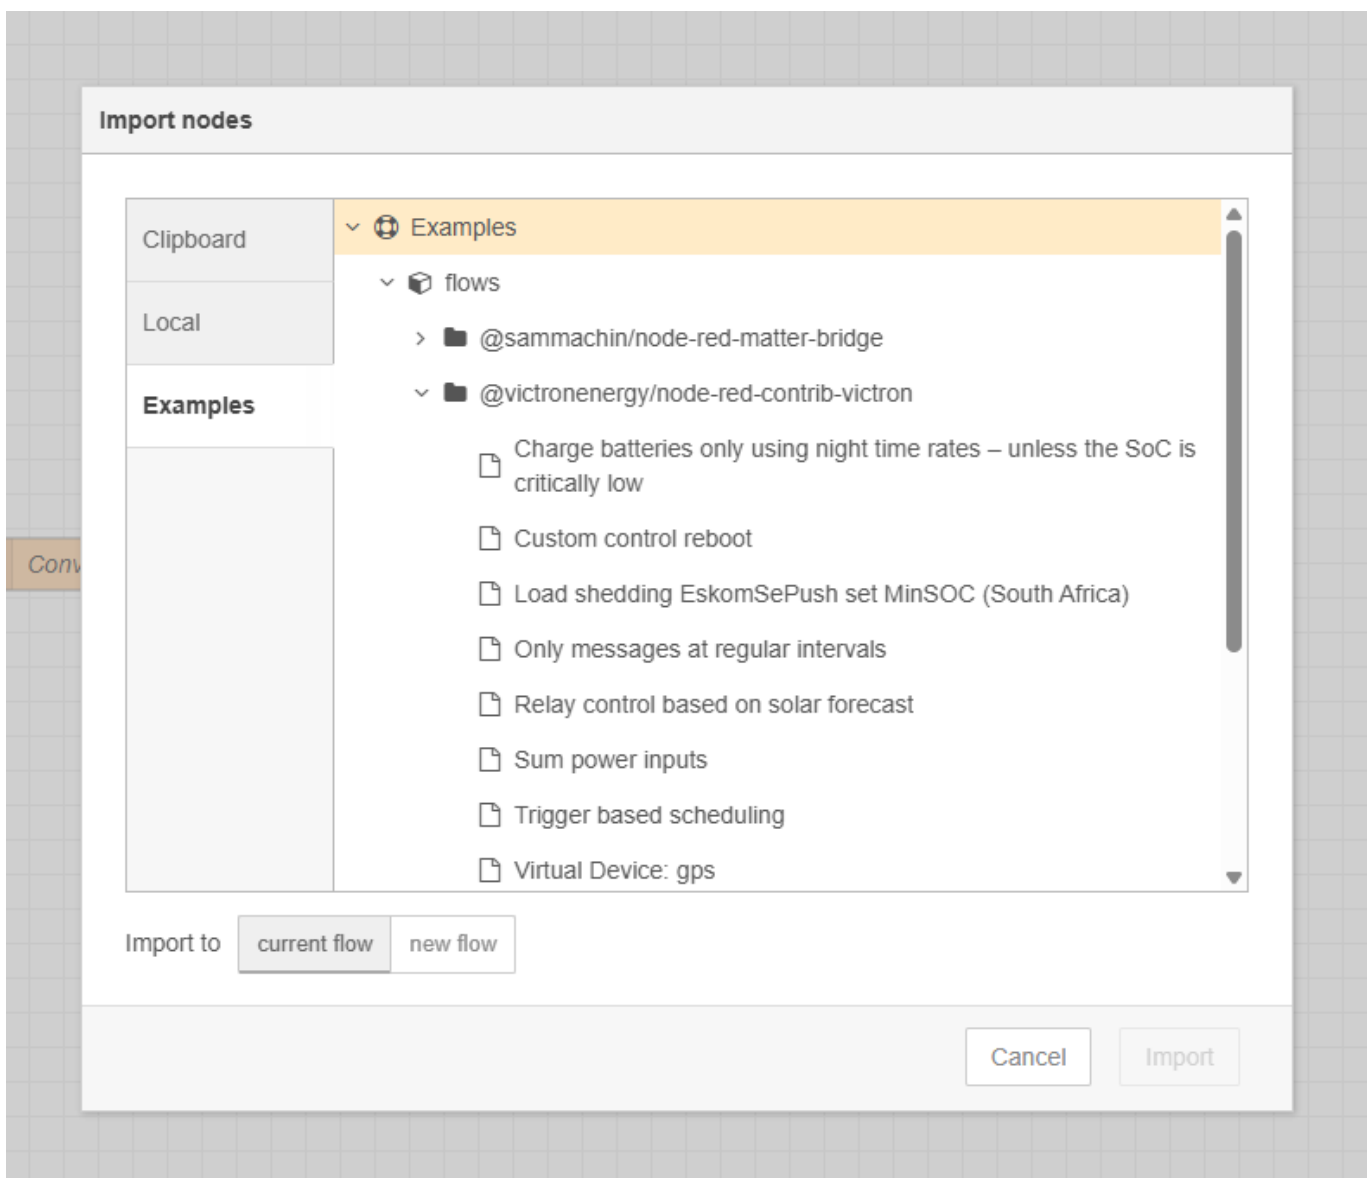 Import nodes
Clipboard
Local
Examples
Examples
flows
@sammachin/node-red-matter-bridge
@victronenergy/node-red-contrib-victron
Charge batteries only using night time rates – unless the SoC is
critically low
Custom control reboot
Load shedding EskomSePush set MinSOC (South Africa)
Only messages at regular intervals
Relay control based on solar forecast
Sum power inputs
Trigger based scheduling
Virtual Device: gps
Conv
Import to current flow new flow
Cancel Import